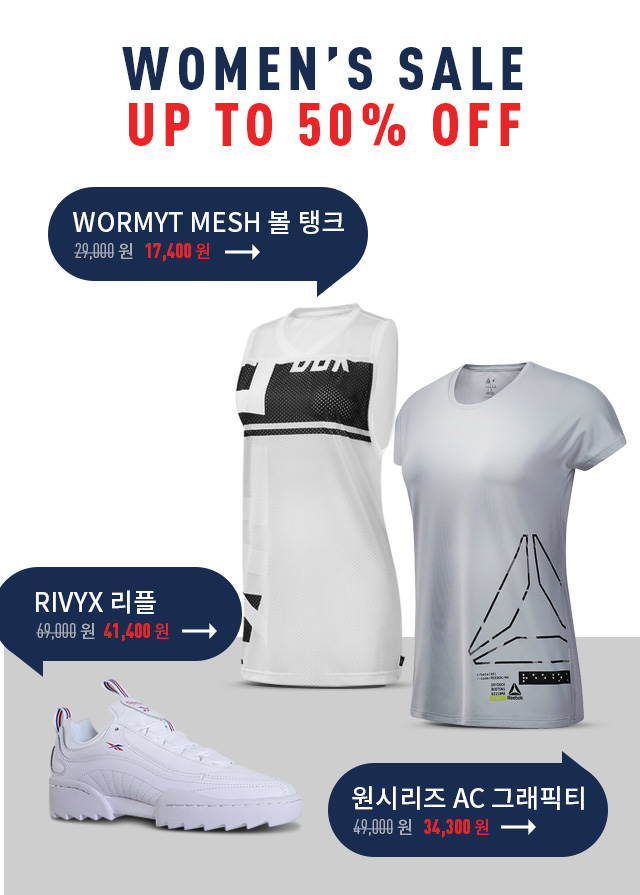 WOMEN'S SALE
UP TO 50% OFF
WORMYT MESH 볼 탱크
29,000 원 17,400 원
RIVYX 리플
69,000 원 41,400 원
원시리즈 AC 그래픽티
49,000 원 34,300 원
Reebok